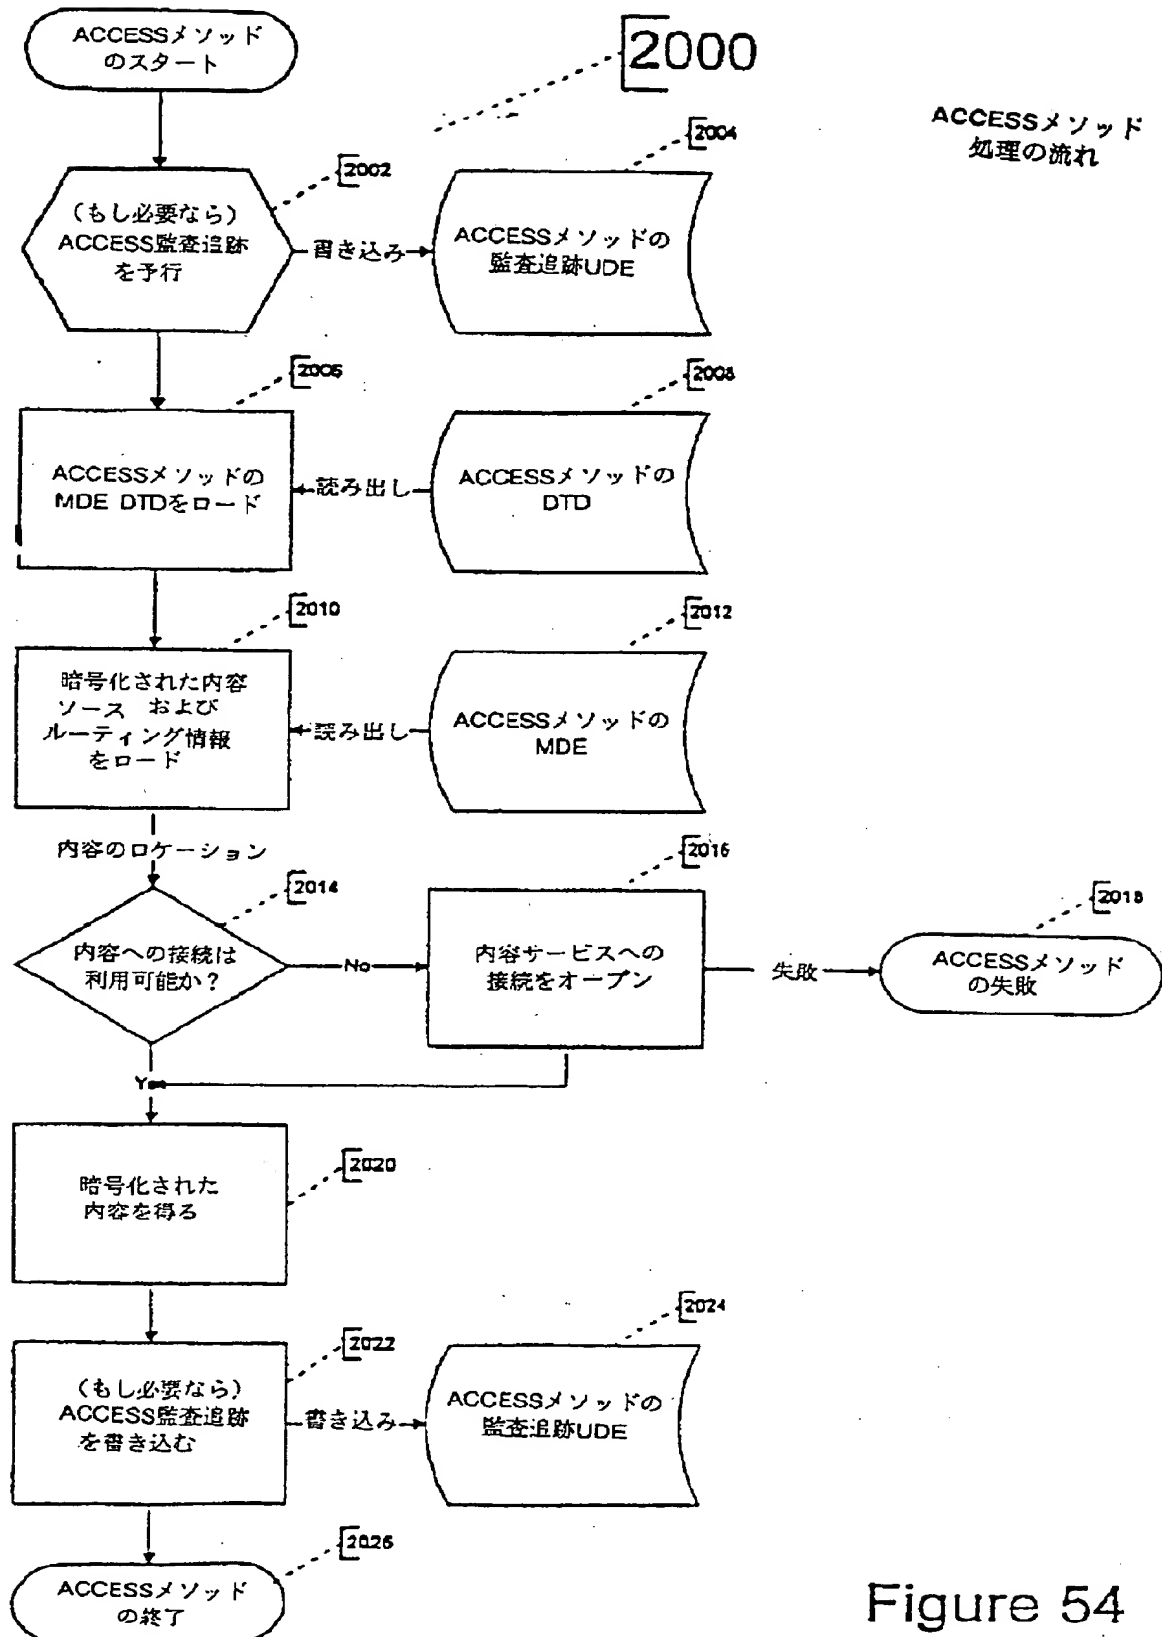 ACCESSメソッド
のスタート
2000
ACCESSメソッド
処理の流れ
2002
(もし必要なら)
ACCESS監査追跡
を予行
書き込み
2004
ACCESSメソッドの
監査追跡UDE
2006
ACCESSメソッドの
MDE DTDをロード
読み出し
2008
ACCESSメソッドの
DTD
2010
暗号化された内容
ソース および
ルーティング情報
をロード
読み出し
2012
ACCESSメソッドの
MDE
内容のロケーション
2014
内容への接続は
利用可能か?
No
2016
内容サービスへの
接続をオープン
失敗
2018
ACCESSメソッド
の失敗
Y
2020
暗号化された
内容を得る
2022
(もし必要なら)
ACCESS監査追跡
を書き込む
書き込み
2024
ACCESSメソッドの
監査追跡UDE
2026
ACCESSメソッド
の終了
Figure 54